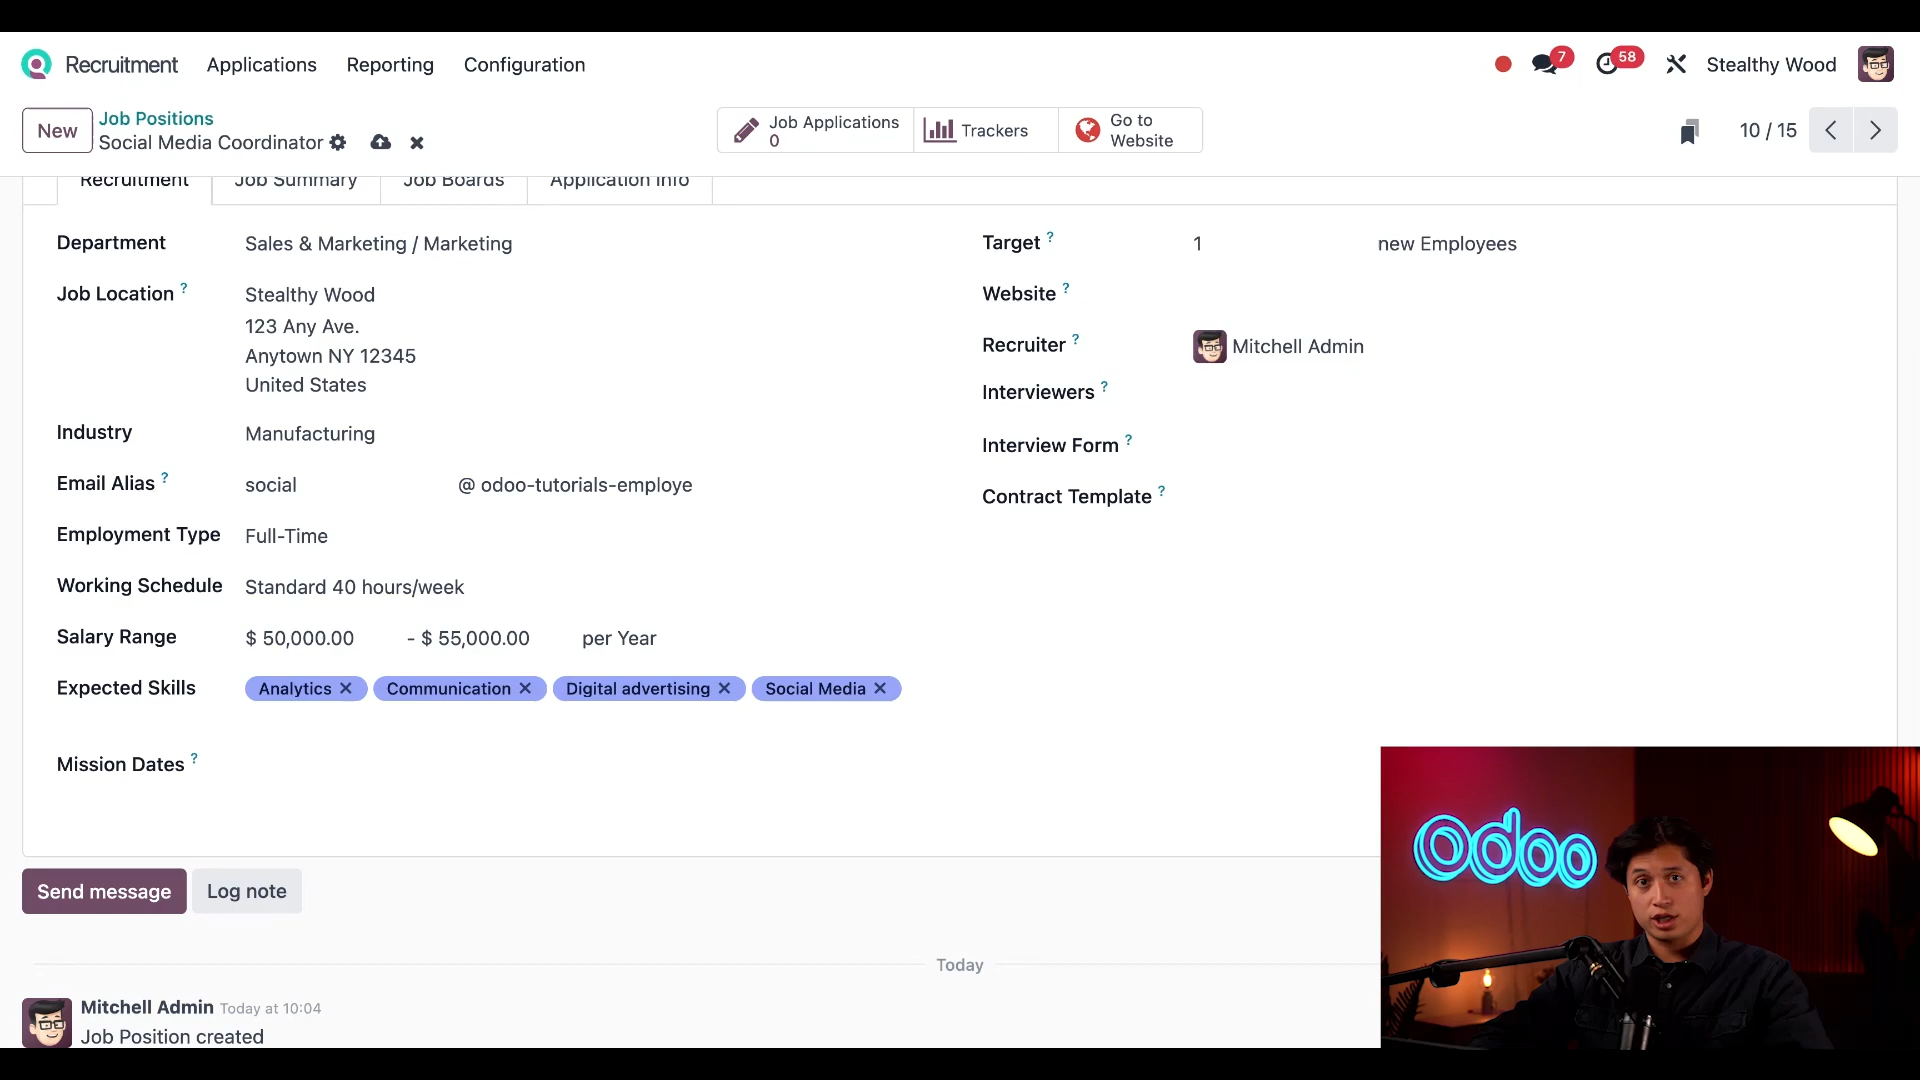 Recruitment Applications Reporting Configuration 7 58 Stealthy Wood
New Job Positions
Social Media Coordinator
Job Applications 0
Trackers
Go to Website
10 / 15
Recruitment Job Summary Job Boards Application Info
Department Sales & Marketing / Marketing
Job Location ? Stealthy Wood
123 Any Ave.
Anytown NY 12345
United States
Industry Manufacturing
Email Alias ? social @ odoo-tutorials-employe
Employment Type Full-Time
Working Schedule Standard 40 hours/week
Salary Range $ 50,000.00 - $ 55,000.00 per Year
Expected Skills Analytics Communication Digital advertising Social Media
Mission Dates ?
Target ? 1 new Employees
Website ?
Recruiter ? Mitchell Admin
Interviewers ?
Interview Form ?
Contract Template ?
Send message Log note
Today
Mitchell Admin Today at 10:04
Job Position created
odoo